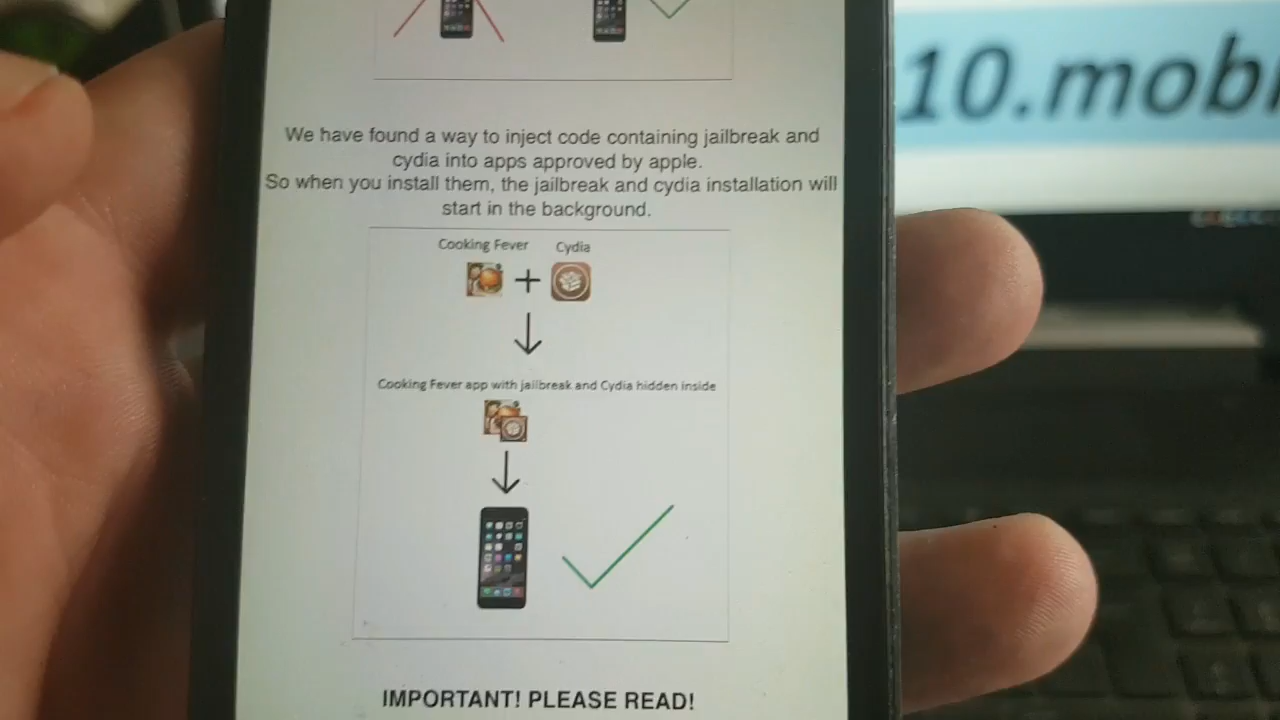 10.mobi
We have found a way to inject code containing jailbreak and
cydia into apps approved by apple.
So when you install them, the jailbreak and cydia installation will
start in the background.
Cooking Fever Cydia
+
Cooking Fever app with jailbreak and Cydia hidden inside
IMPORTANT! PLEASE READ!